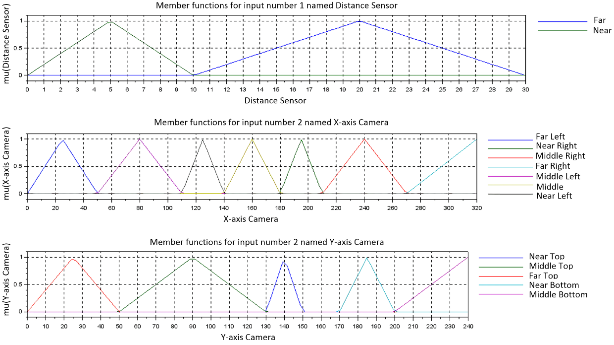 Member functions for input number 1 named Distance Sensor
mu(Distance Sensor)
1
0.5
0
0 1 2 3 4 5 6 7 8 9 10 11 12 13 14 15 16 17 18 19 20 21 22 23 24 25 26 27 28 29 30
Distance Sensor
Far
Near
Member functions for input number 2 named X-axis Camera
mu(X-axis Camera)
1
0.5
0
0 20 40 60 80 100 120 140 160 180 200 220 240 260 280 300 320
X-axis Camera
Far Left
Near Right
Middle Right
Far Right
Middle Left
Middle
Near Left
Member functions for input number 2 named Y-axis Camera
mu(Y-axis Camera)
1
0.5
0
0 10 20 30 40 50 60 70 80 90 100 110 120 130 140 150 160 170 180 190 200 210 220 230 240
Y-axis Camera
Near Top
Middle Top
Far Top
Near Bottom
Middle Bottom